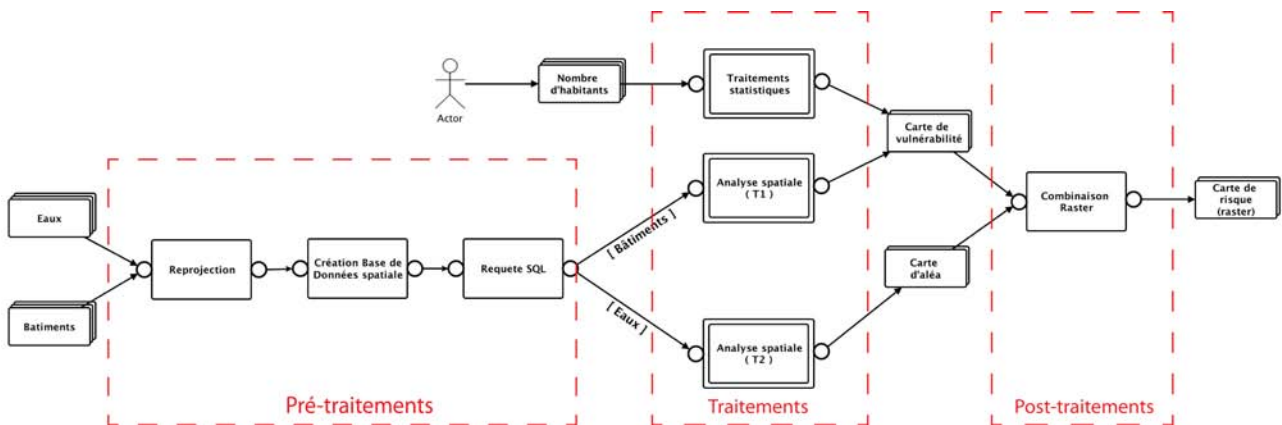 Nombre
d'habitants
Actor
Traitements
statistiques
Carte de
vulnérabilité
Analyse spatiale
( T1 )
Combinaison
Raster
Carte de
risque
(raster)
Eaux
Batiments
Reprojection
Création Base de
Données spatiale
Requete SQL
[ Bâtiments ]
[ Eaux ]
Carte
d'aléa
Analyse spatiale
( T2 )
Pré-traitements
Traitements
Post-traitements